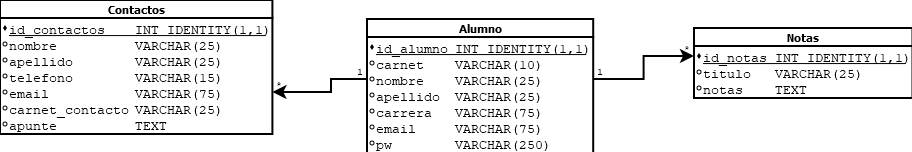 Contactos
id_contactos INT IDENTITY(1,1)
nombre VARCHAR(25)
apellido VARCHAR(25)
telefono VARCHAR(15)
email VARCHAR(75)
carnet_contacto VARCHAR(25)
apunte TEXT
*
1
Alumno
id_alumno INT IDENTITY(1,1)
carnet VARCHAR(10)
nombre VARCHAR(25)
apellido VARCHAR(25)
carrera VARCHAR(75)
email VARCHAR(75)
pw VARCHAR(250)
1
*
Notas
id_notas INT IDENTITY(1,1)
titulo VARCHAR(25)
notas TEXT